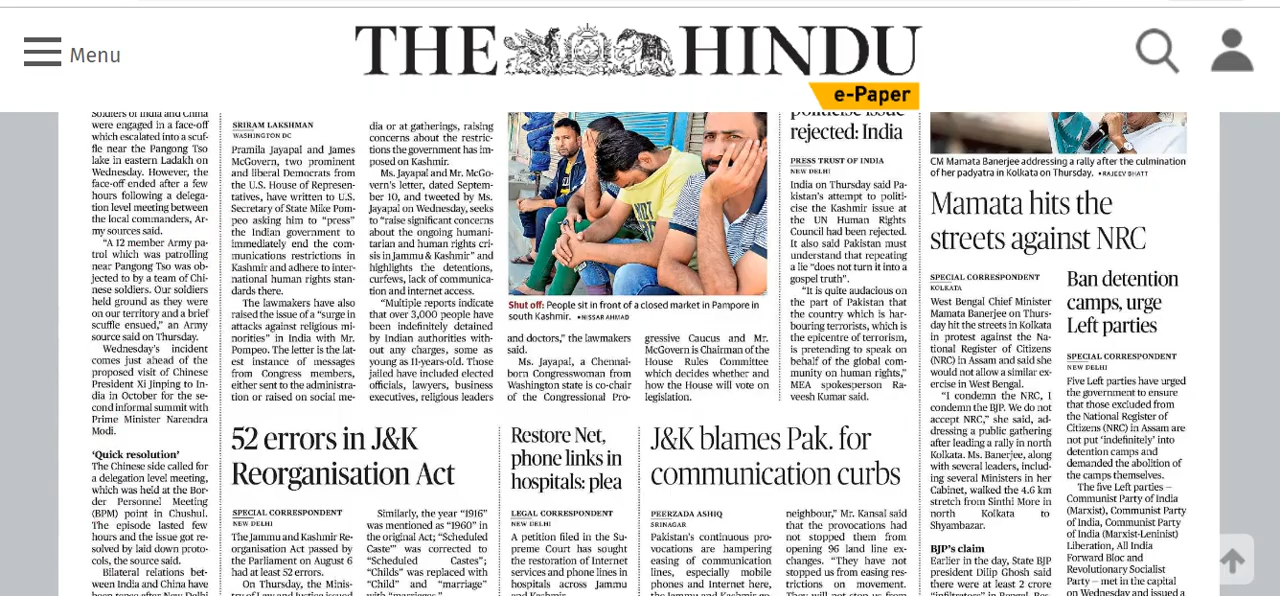 Menu
THE HINDU
e-Paper
Soldiers of India and China
were engaged in a face-off
which escalated into a scuf-
fle near the Pangong Tso
lake in eastern Ladakh on
Wednesday. However, the
face-off ended after a few
hours following a delega-
tion level meeting between
the local commanders, Ar-
my sources said.
“A 12 member Army pa-
trol which was patrolling
near Pangong Tso was ob-
jected to by a team of Chi-
nese soldiers. Our soldiers
held ground as they were
on our territory and a brief
scuffle ensued,” an Army
source said on Thursday.
Wednesday’s incident
comes just ahead of the
proposed visit of Chinese
President Xi Jinping to In-
dia in October for the se-
cond informal summit with
Prime Minister Narendra
Modi.
‘Quick resolution’
The Chinese side called for
a delegation level meeting,
which was held at the Bor-
der Personnel Meeting
(BPM) point in Chushul.
The episode lasted few
hours and the issue got re-
solved by laid down proto-
cols, the source said.
Bilateral relations bet-
ween India and China have
been tense after New Delhi
SRIRAM LAKSHMAN
WASHINGTON DC
Pramila Jayapal and James
McGovern, two prominent
and liberal Democrats from
the U.S. House of Represen-
tatives, have written to U.S.
Secretary of State Mike Pom-
peo asking him to “press”
the Indian government to
immediately end the com-
munications restrictions in
Kashmir and adhere to inter-
national human rights stan-
dards there.
The lawmakers have also
raised the issue of a “surge in
attacks against religious mi-
norities” in India with Mr.
Pompeo. The letter is the lat-
est instance of messages
from Congress members,
either sent to the administra-
tion or raised on social me-
dia or at gatherings, raising
concerns about the restric-
tions the government has im-
posed on Kashmir.
Ms. Jayapal and Mr. McGo-
vern’s letter, dated Septem-
ber 10, and tweeted by Ms.
Jayapal on Wednesday, seeks
to “raise significant concerns
about the ongoing humani-
tarian and human rights cri-
sis in Jammu & Kashmir” and
highlights the detentions,
curfews, lack of communica-
tion and internet access.
“Multiple reports indicate
that over 3,000 people have
been indefinitely detained
by Indian authorities with-
out any charges, some as
young as 11-years-old. Those
jailed have included elected
officials, lawyers, business
executives, religious leaders
Shut off: People sit in front of a closed market in Pampore in
south Kashmir. •NISSAR AHMAD
and doctors,” the lawmakers
said.
Ms. Jayapal, a Chennai-
born Congresswoman from
Washington state is co-chair
of the Congressional Pro-
gressive Caucus and Mr.
McGovern is Chairman of the
House Rules Committee
which decides whether and
how the House will vote on
legislation.
politicise issue
rejected: India
PRESS TRUST OF INDIA
NEW DELHI
India on Thursday said Pa-
kistan’s attempt to politi-
cise the Kashmir issue at
the UN Human Rights
Council had been rejected.
It also said Pakistan must
understand that repeating
a lie “does not turn it into a
gospel truth”.
“It is quite audacious on
the part of Pakistan that
the country which is har-
bouring terrorists, which is
the epicentre of terrorism,
is pretending to speak on
behalf of the global com-
munity on human rights,”
MEA spokesperson Ra-
veesh Kumar said.
CM Mamata Banerjee addressing a rally after the culmination
of her padyatra in Kolkata on Thursday. •RAJEEV BHATT
Mamata hits the
streets against NRC
SPECIAL CORRESPONDENT
KOLKATA
West Bengal Chief Minister
Mamata Banerjee on Thurs-
day hit the streets in Kolkata
in protest against the Na-
tional Register of Citizens
(NRC) in Assam and said she
would not allow a similar ex-
ercise in West Bengal.
“I condemn the NRC, I
condemn the BJP. We do not
accept NRC,” she said, ad-
dressing a public gathering
after leading a rally in north
Kolkata. Ms. Banerjee, along
with several leaders, includ-
ing several Ministers in her
Cabinet, walked the 4.6 km
stretch from Sinthi More in
north Kolkata to
Shyambazar.
BJP’s claim
Earlier in the day, State BJP
president Dilip Ghosh said
there were at least 2 crore
“infiltrators” in Bengal. Res-
Ban detention
camps, urge
Left parties
SPECIAL CORRESPONDENT
NEW DELHI
Five Left parties have urged
the government to ensure
that those excluded from
the National Register of
Citizens (NRC) in Assam are
not put ‘indefinitely’ into
detention camps and
demanded the abolition of
the camps themselves.
The five Left parties –
Communist Party of India
(Marxist), Communist Party
of India, Communist Party
of India (Marxist-Leninist)
Liberation, All India
Forward Bloc and
Revolutionary Socialist
Party – met in the capital
on Wednesday and issued a
52 errors in J&K
Reorganisation Act
SPECIAL CORRESPONDENT
NEW DELHI
The Jammu and Kashmir Re-
organisation Act passed by
the Parliament on August 6
had at least 52 errors.
On Thursday, the Minis-
try of Law and Justice issued
Similarly, the year “1916”
was mentioned as “1960” in
the original Act; “Scheduled
Caste” was corrected to
“Scheduled Castes”;
“Childs” was replaced with
“Child” and “marriage”
with “marriages.”
Restore Net,
phone links in
hospitals: plea
LEGAL CORRESPONDENT
NEW DELHI
A petition filed in the Su-
preme Court has sought
the restoration of Internet
services and phone lines in
hospitals across Jammu
and Kashmir.
J&K blames Pak. for
communication curbs
PEERZADA ASHIQ
SRINAGAR
Pakistan’s continuous pro-
vocations are hampering
easing of communication
lines, especially mobile
phones and Internet here,
the Jammu and Kashmir go-
neighbour,” Mr. Kansal said
that the provocations had
not stopped them from
opening 96 land line ex-
changes. “They have not
stopped us from easing res-
trictions on movement.
They will not stop us from